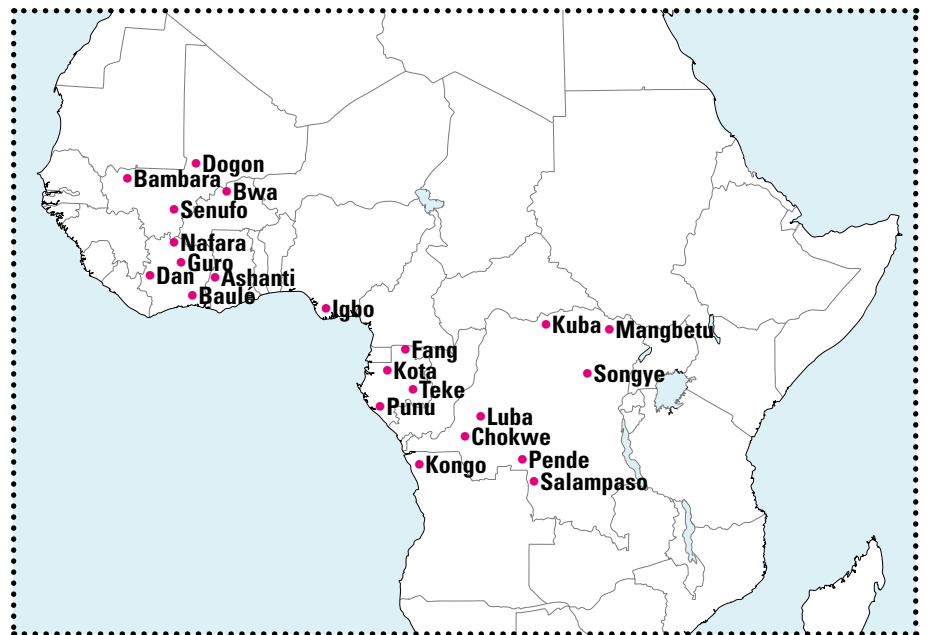 Dogon
Bambara
Bwa
Senufo
Nafara
Guro
Dan
Ashanti
Baulé
Igbo
Kuba
Mangbetu
Fang
Kota
Songye
Teke
Punu
Luba
Chokwe
Kongo
Pende
Salampaso